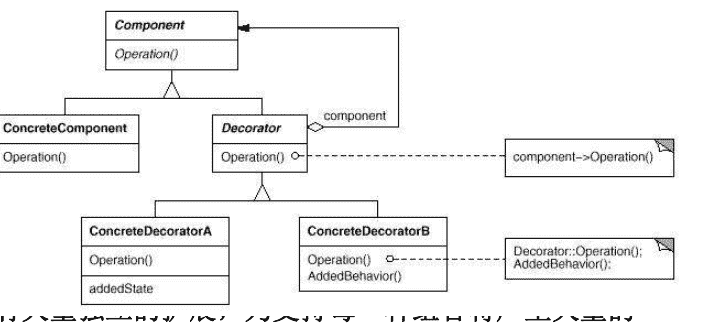 Component
Operation()
component
ConcreteComponent
Operation()
Decorator
Operation()
component->Operation()
ConcreteDecoratorA
Operation()
addedState
ConcreteDecoratorB
Operation()
AddedBehavior()
Decorator::Operation();
AddedBehavior();